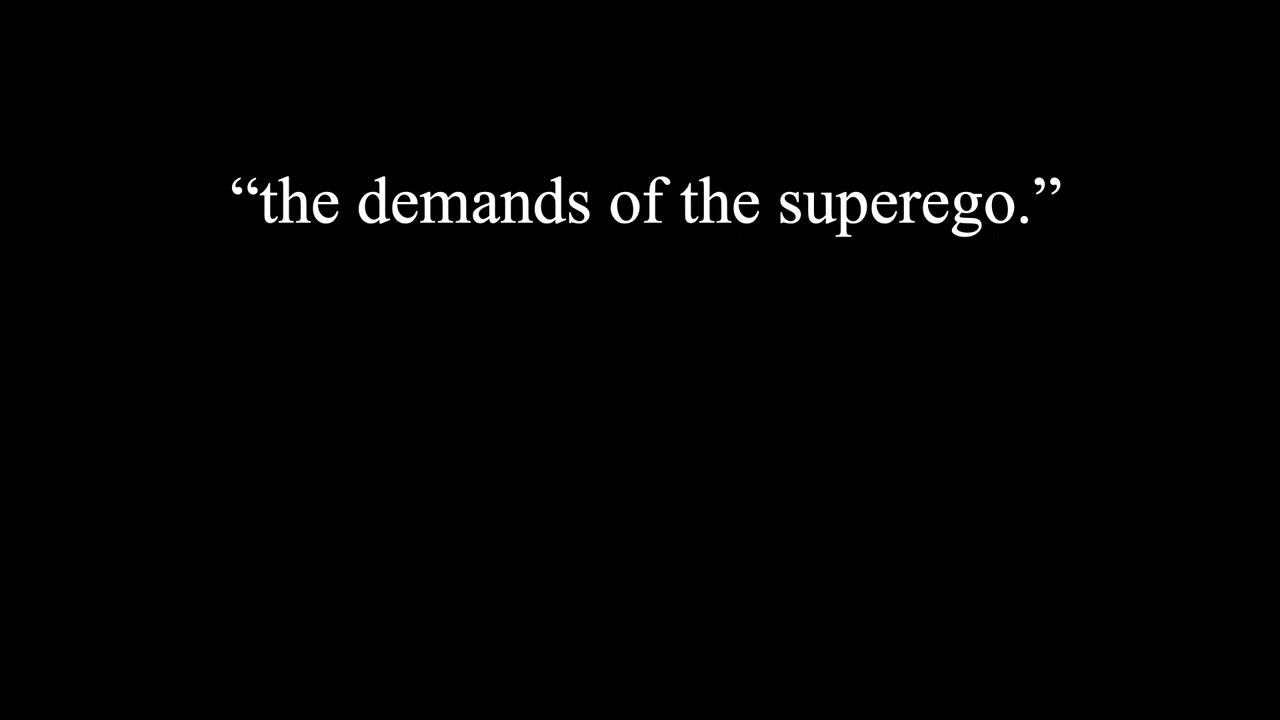 “the demands of the superego.”